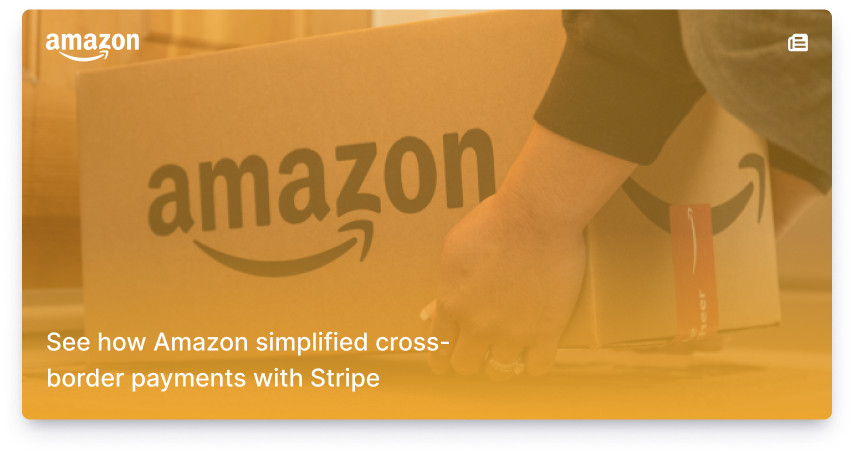 amazon
amazon
See how Amazon simplified cross-
border payments with Stripe